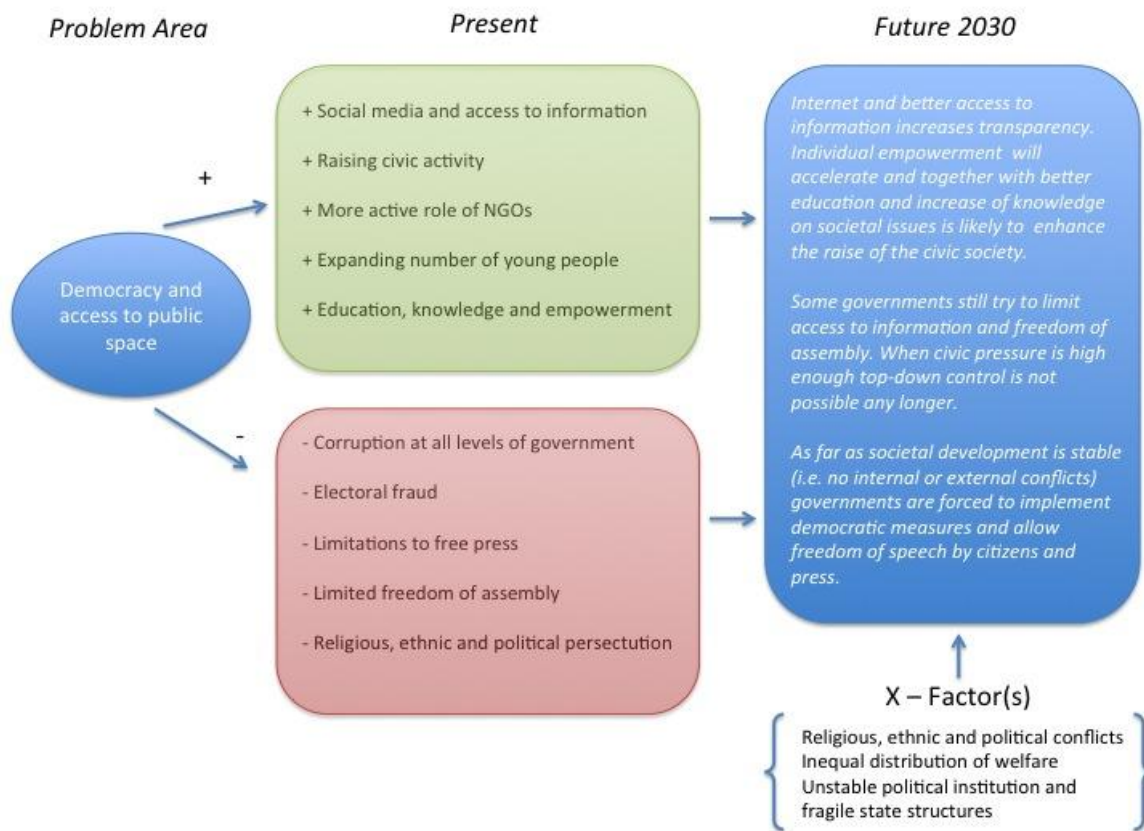 Problem Area
Present
Future 2030
Democracy and
access to public
space
+
-
+ Social media and access to information
+ Raising civic activity
+ More active role of NGOs
+ Expanding number of young people
+ Education, knowledge and empowerment
- Corruption at all levels of government
- Electoral fraud
- Limitations to free press
- Limited freedom of assembly
- Religious, ethnic and political persectution
Internet and better access to
information increases transparency.
Individual empowerment will
accelerate and together with better
education and increase of knowledge
on societal issues is likely to enhance
the raise of the civic society.
Some governments still try to limit
access to information and freedom of
assembly. When civic pressure is high
enough top-down control is not
possible any longer.
As far as societal development is stable
(i.e. no internal or external conflicts)
governments are forced to implement
democratic measures and allow
freedom of speech by citizens and
press.
X – Factor(s)
Religious, ethnic and political conflicts
Inequal distribution of welfare
Unstable political institution and
fragile state structures